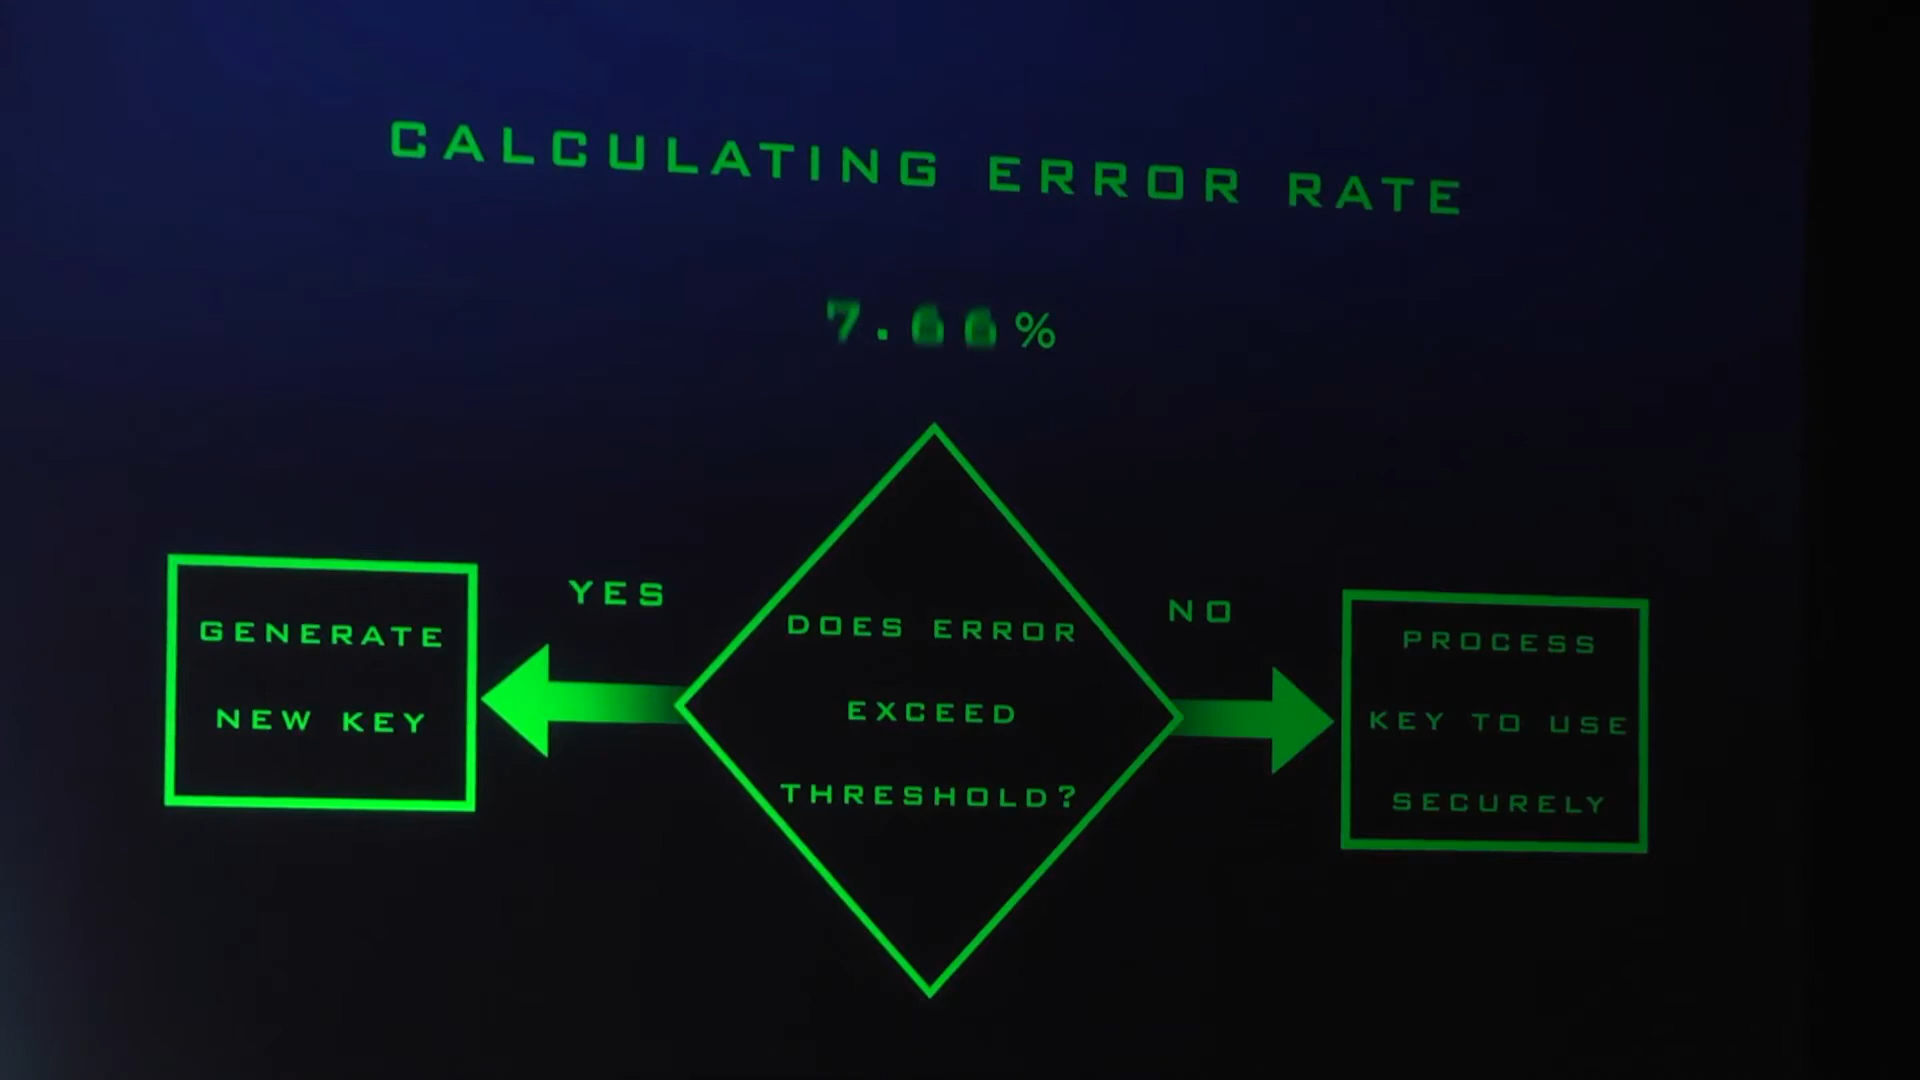 CALCULATING ERROR RATE
YES
NO
GENERATE
NEW KEY
DOES ERROR
EXCEED
THRESHOLD?
PROCESS
KEY TO USE
SECURELY